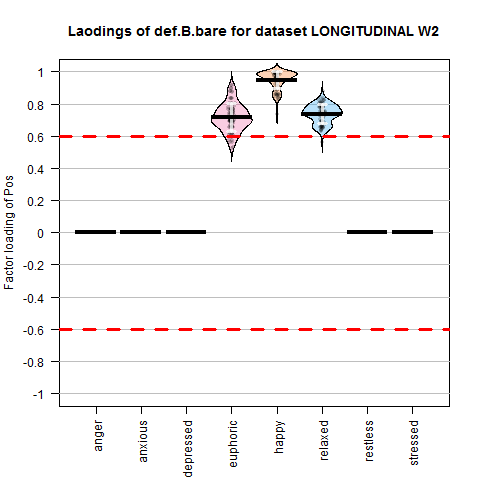 Laodings of def.B.bare for dataset LONGITUDINAL W2
Factor loading of Pos
1
0.8
0.6
0.4
0.2
0
-0.2
-0.4
-0.6
-0.8
-1
anger
anxious
depressed
euphoric
happy
relaxed
restless
stressed